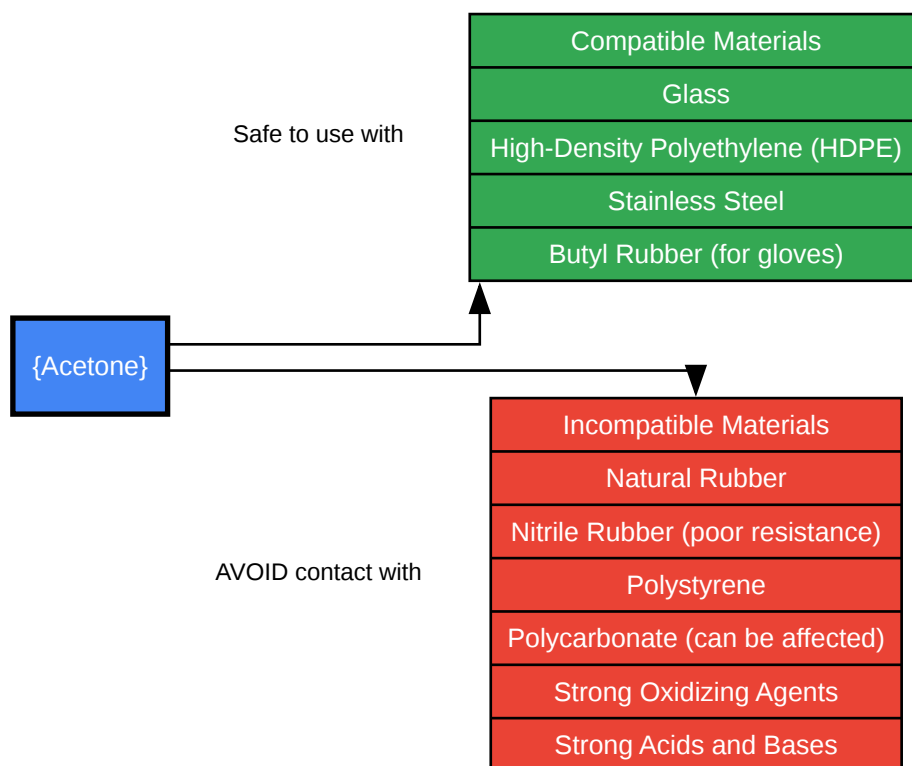 Compatible Materials
Glass
Safe to use with
High-Density Polyethylene (HDPE)
Stainless Steel
Butyl Rubber (for gloves)
{Acetone}
Incompatible Materials
Natural Rubber
Nitrile Rubber (poor resistance)
AVOID contact with
Polystyrene
Polycarbonate (can be affected)
Strong Oxidizing Agents
Strong Acids and Bases